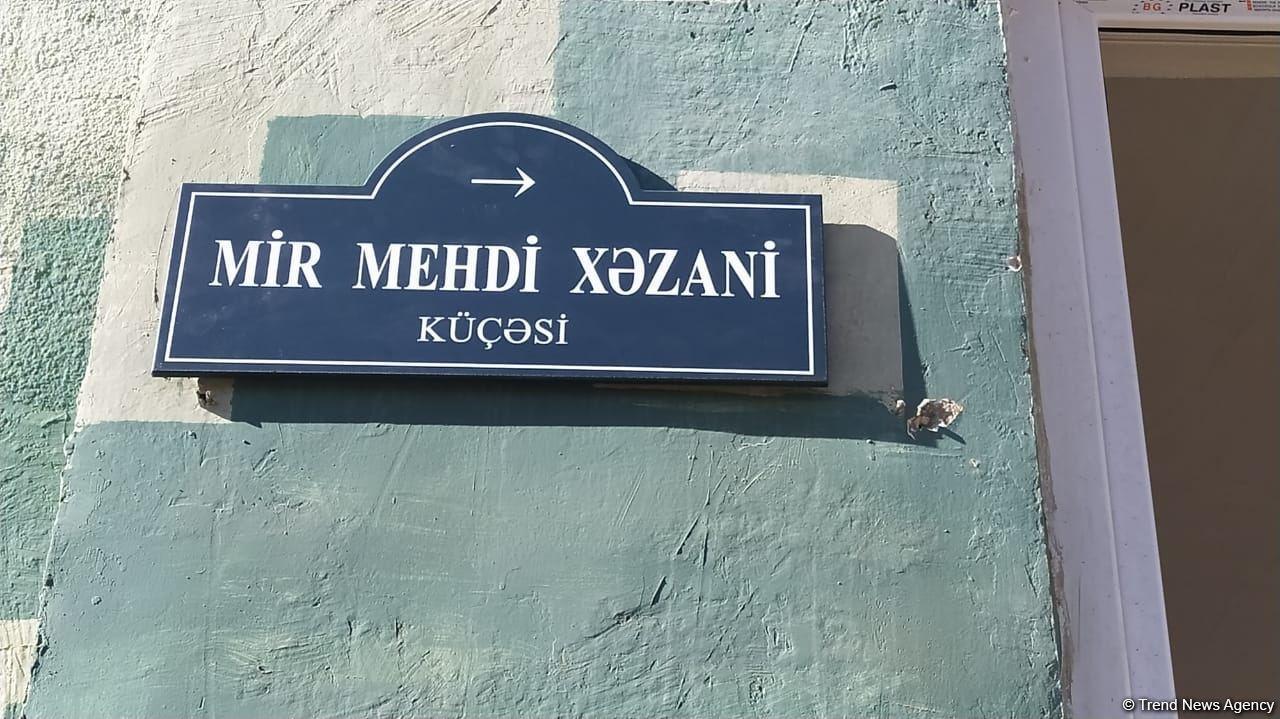 BG PLAST
→
MİR MEHDİ XƏZANİ
KÜÇƏSİ
© Trend News Agency